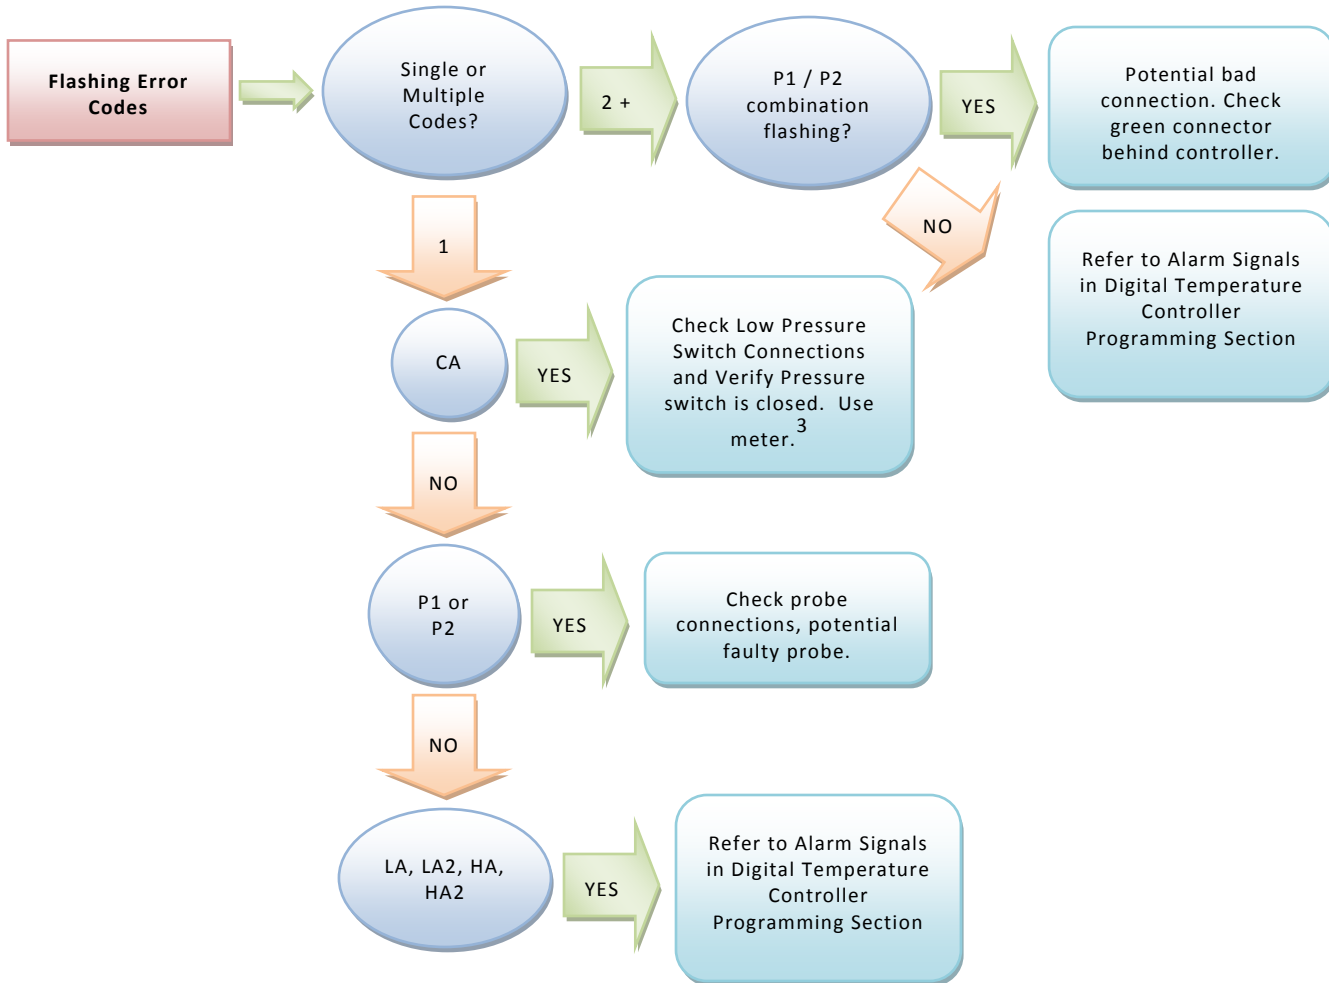 Flashing Error
Codes
Single or
Multiple
Codes?
2 +
P1 / P2
combination
flashing?
YES
Potential bad
connection. Check
green connector
behind controller.
NO
Refer to Alarm Signals
in Digital Temperature
Controller
Programming Section
1
CA
YES
Check Low Pressure
Switch Connections
and Verify Pressure
switch is closed. Use
meter.3
NO
P1 or
P2
YES
Check probe
connections, potential
faulty probe.
NO
LA, LA2, HA,
HA2
YES
Refer to Alarm Signals
in Digital Temperature
Controller
Programming Section